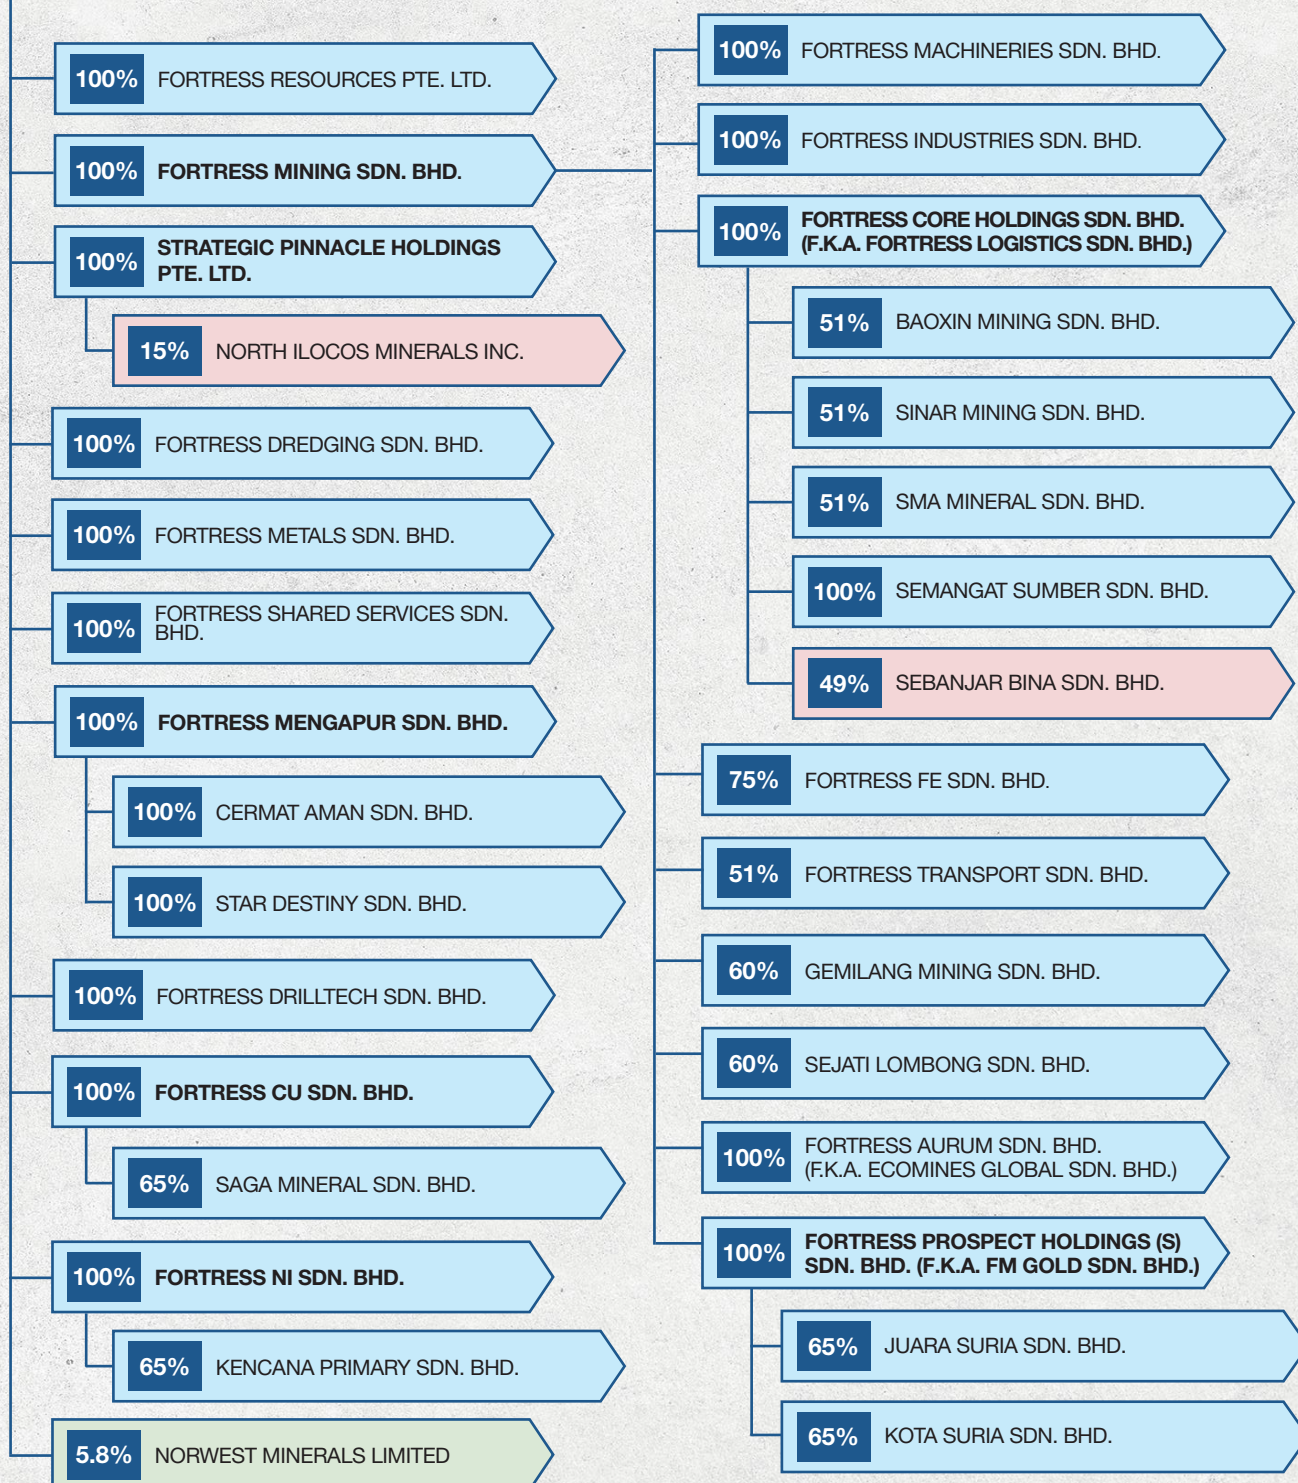 100% FORTRESS RESOURCES PTE. LTD.
100% FORTRESS MINING SDN. BHD.
100% STRATEGIC PINNACLE HOLDINGS
PTE. LTD.
15% NORTH ILOCOS MINERALS INC.
100% FORTRESS DREDGING SDN. BHD.
100% FORTRESS METALS SDN. BHD.
100% FORTRESS SHARED SERVICES SDN.
BHD.
100% FORTRESS MENGAPUR SDN. BHD.
100% CERMAT AMAN SDN. BHD.
100% STAR DESTINY SDN. BHD.
100% FORTRESS DRILLTECH SDN. BHD.
100% FORTRESS CU SDN. BHD.
65% SAGA MINERAL SDN. BHD.
100% FORTRESS NI SDN. BHD.
65% KENCANA PRIMARY SDN. BHD.
5.8% NORWEST MINERALS LIMITED
100% FORTRESS MACHINERIES SDN. BHD.
100% FORTRESS INDUSTRIES SDN. BHD.
100% FORTRESS CORE HOLDINGS SDN. BHD.
(F.K.A. FORTRESS LOGISTICS SDN. BHD.)
51% BAOXIN MINING SDN. BHD.
51% SINAR MINING SDN. BHD.
51% SMA MINERAL SDN. BHD.
100% SEMANGAT SUMBER SDN. BHD.
49% SEBANJAR BINA SDN. BHD.
75% FORTRESS FE SDN. BHD.
51% FORTRESS TRANSPORT SDN. BHD.
60% GEMILANG MINING SDN. BHD.
60% SEJATI LOMBONG SDN. BHD.
100% FORTRESS AURUM SDN. BHD.
(F.K.A. ECOMINES GLOBAL SDN. BHD.)
100% FORTRESS PROSPECT HOLDINGS (S)
SDN. BHD. (F.K.A. FM GOLD SDN. BHD.)
65% JUARA SURIA SDN. BHD.
65% KOTA SURIA SDN. BHD.